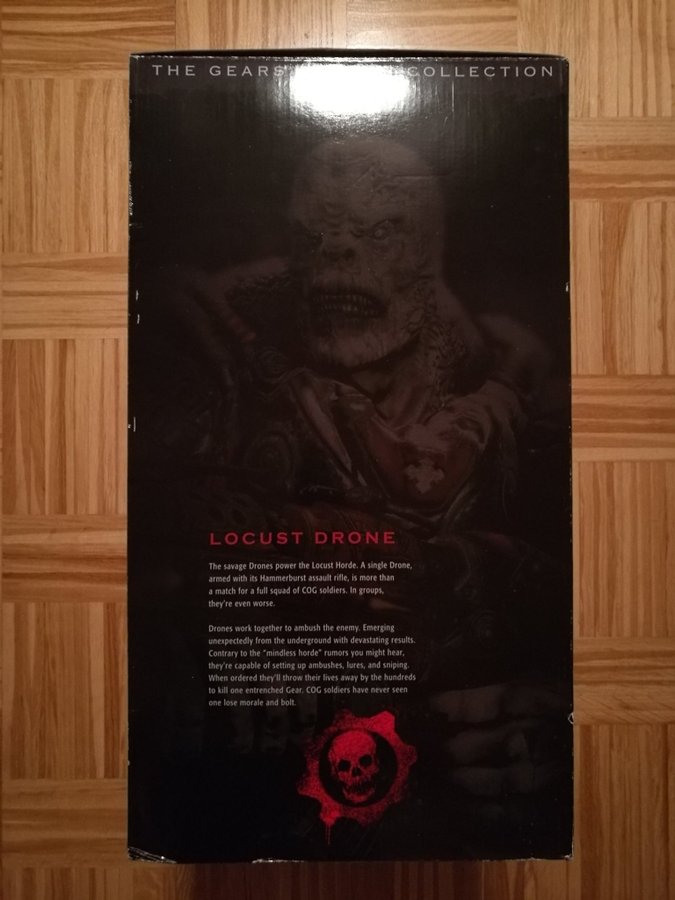 THE GEARS COLLECTION
LOCUST DRONE
The savage Drones power the Locust Horde. A single Drone,
armed with its Hammerburst assault rifle, is more than
a match for a full squad of COG soldiers. In groups,
they're even worse.
Drones work together to ambush the enemy. Emerging
unexpectedly from the underground with devastating results.
Contrary to the "mindless horde" rumors you might hear,
they're capable of setting up ambushes, lures, and sniping.
When ordered they'll throw their lives away by the hundreds
to kill one entrenched Gear. COG soldiers have never seen
one lose morale and bolt.